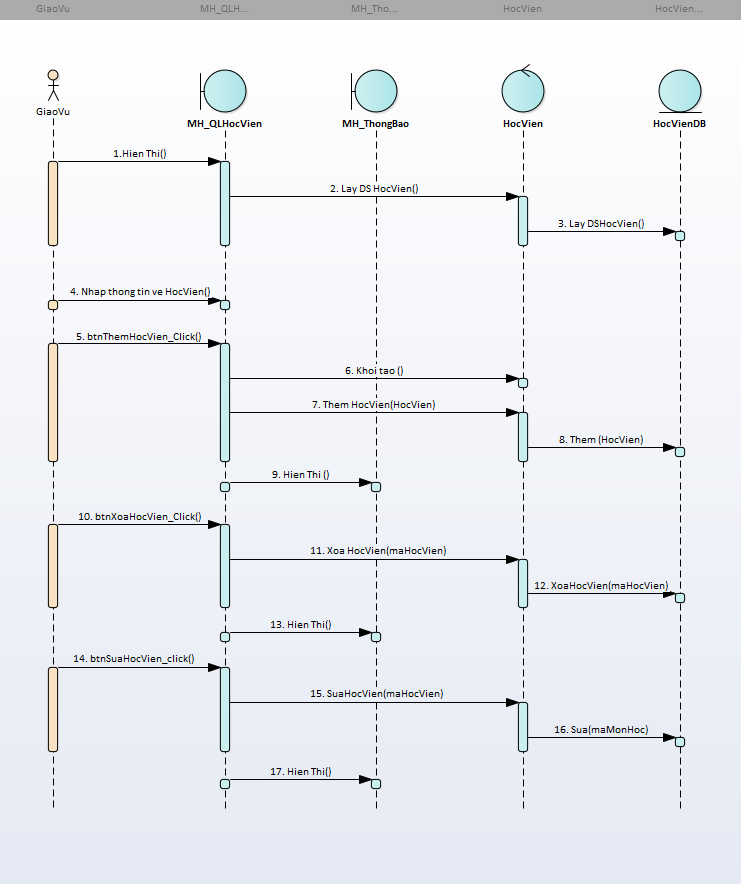 GiaoVu
MH_QLH...
MH_Tho...
HocVien
HocVien...
GiaoVu
MH_QLHocVien
MH_ThongBao
HocVien
HocVienDB
1.Hien Thi()
2. Lay DS HocVien()
3. Lay DSHocVien()
4. Nhap thong tin ve HocVien()
5. btnThemHocVien_Click()
6. Khoi tao ()
7. Them HocVien(HocVien)
8. Them (HocVien)
9. Hien Thi ()
10. btnXoaHocVien_Click()
11. Xoa HocVien(maHocVien)
12. XoaHocVien(maHocVien)
13. Hien Thi()
14. btnSuaHocVien_click()
15. SuaHocVien(maHocVien)
16. Sua(maMonHoc)
17. Hien Thi()